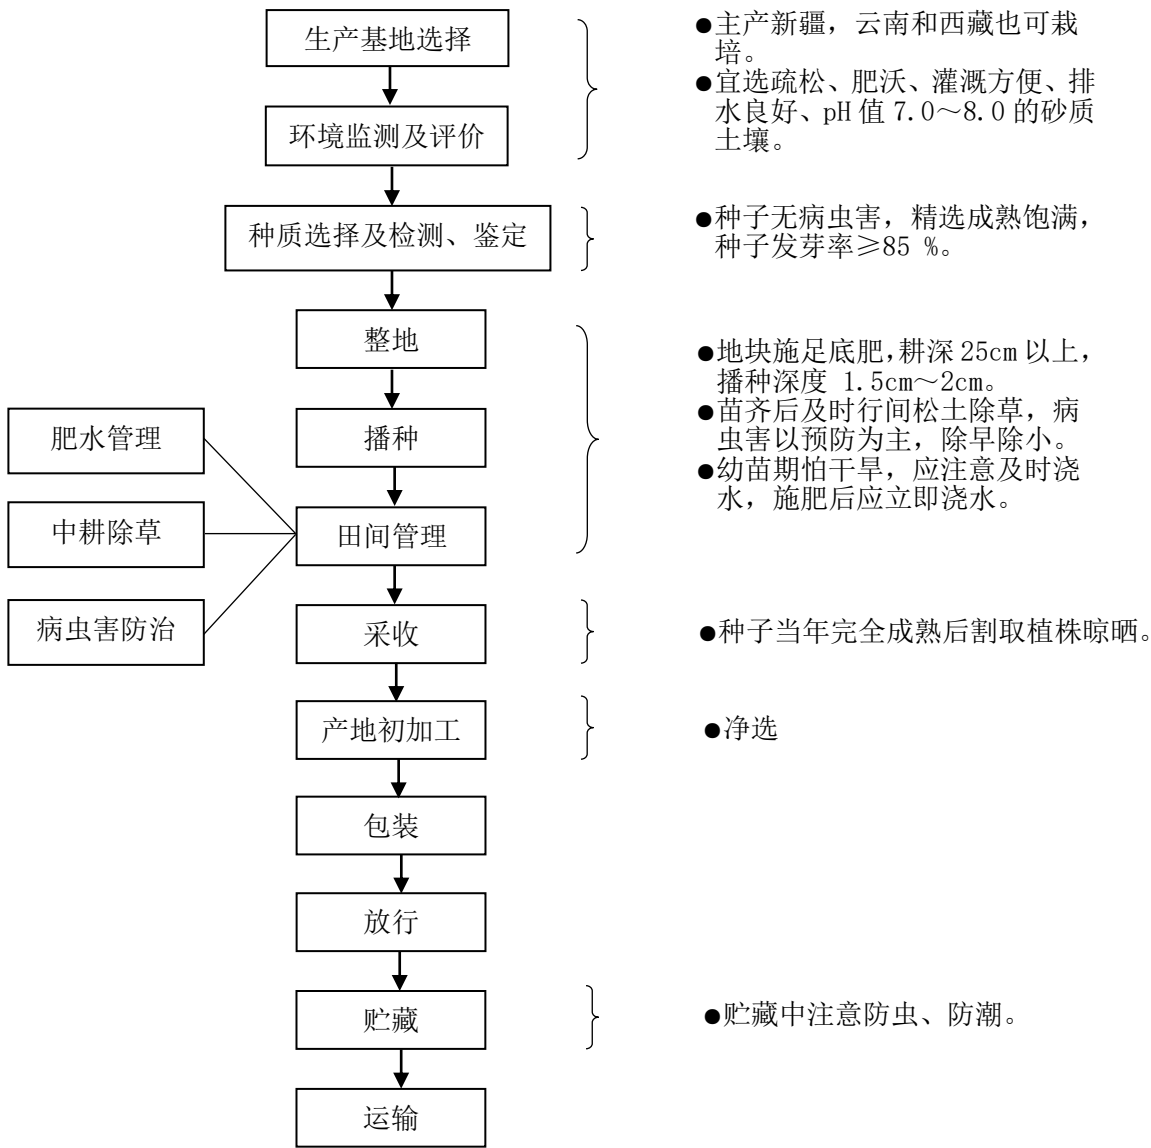 生产基地选择
●主产新疆，云南和西藏也可栽
培。
●宜选疏松、肥沃、灌溉方便、排
水良好、pH 值 7.0～8.0 的砂质
土壤。
环境监测及评价
种质选择及检测、鉴定
●种子无病虫害，精选成熟饱满，
种子发芽率≥85 %。
整地
●地块施足底肥，耕深 25cm 以上，
播种深度 1.5cm～2cm。
●苗齐后及时行间松土除草，病
虫害以预防为主，除早除小。
●幼苗期怕干旱，应注意及时浇
水，施肥后应立即浇水。
播种
肥水管理
中耕除草
病虫害防治
田间管理
采收
●种子当年完全成熟后割取植株晾晒。
产地初加工
●净选
包装
放行
贮藏
●贮藏中注意防虫、防潮。
运输